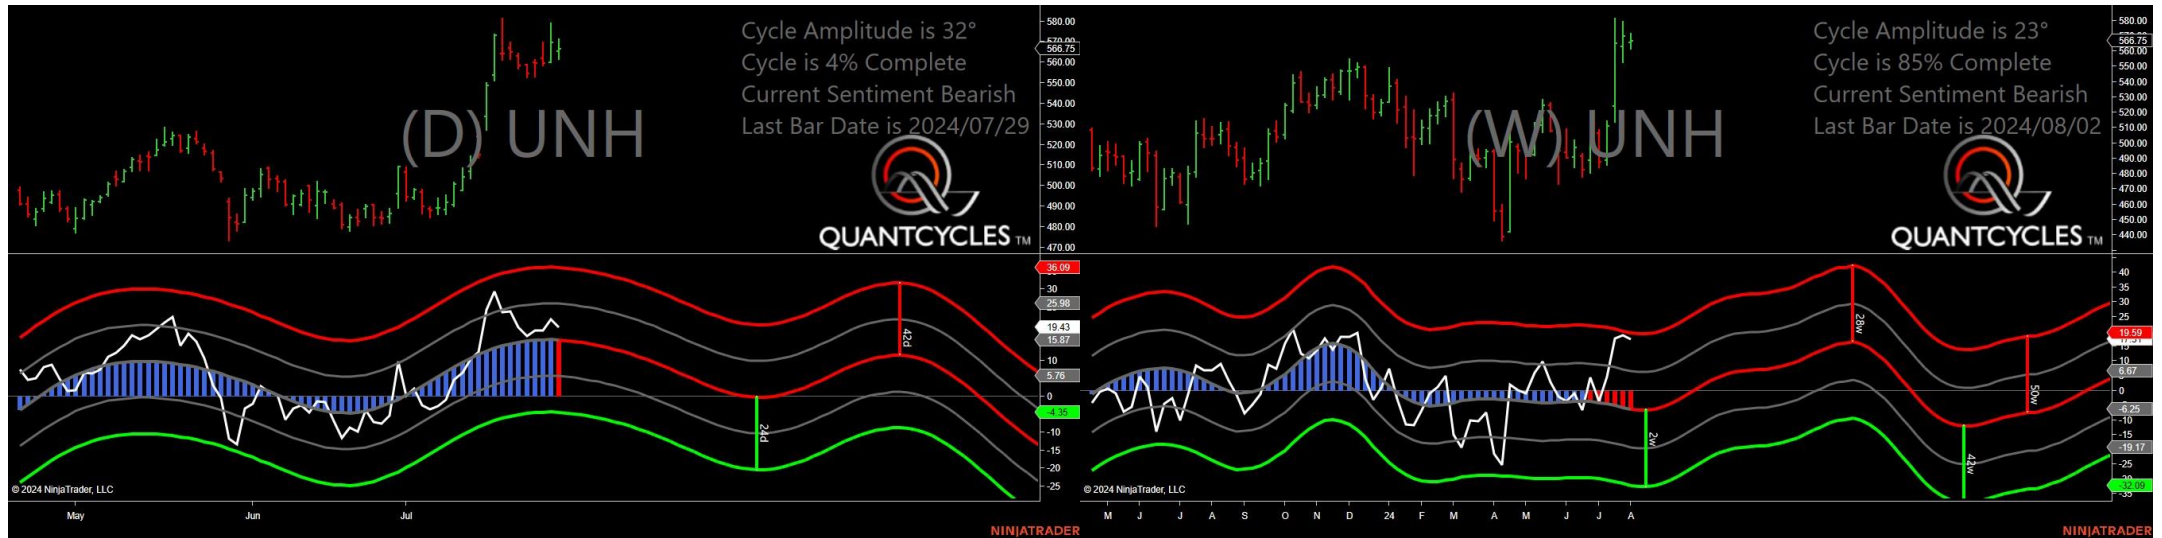 Cycle Amplitude is 32°
Cycle is 4% Complete
Current Sentiment Bearish
Last Bar Date is 2024/07/29
(D) UNH
QUANTCYCLES TM
580.00
566.75
560.00
550.00
540.00
530.00
520.00
510.00
500.00
490.00
480.00
470.00
36.09
30
25.98
19.43
15.87
10
5.76
0
-4.35
-10
-15
-20
-25
42d
24d
© 2024 NinjaTrader, LLC
May Jun Jul
NINJATRADER
Cycle Amplitude is 23°
Cycle is 85% Complete
Current Sentiment Bearish
Last Bar Date is 2024/08/02
(W) UNH
QUANTCYCLES TM
580.00
566.75
560.00
550.00
540.00
530.00
520.00
510.00
500.00
490.00
480.00
470.00
460.00
450.00
440.00
40
35
30
25
19.59
15
10
6.67
0
-6.25
-10
-15
-19.17
-25
-32.09
-35
28w
50w
2w
42w
© 2024 NinjaTrader, LLC
M J J A S O N D 24 F M A M J J A
NINJATRADER